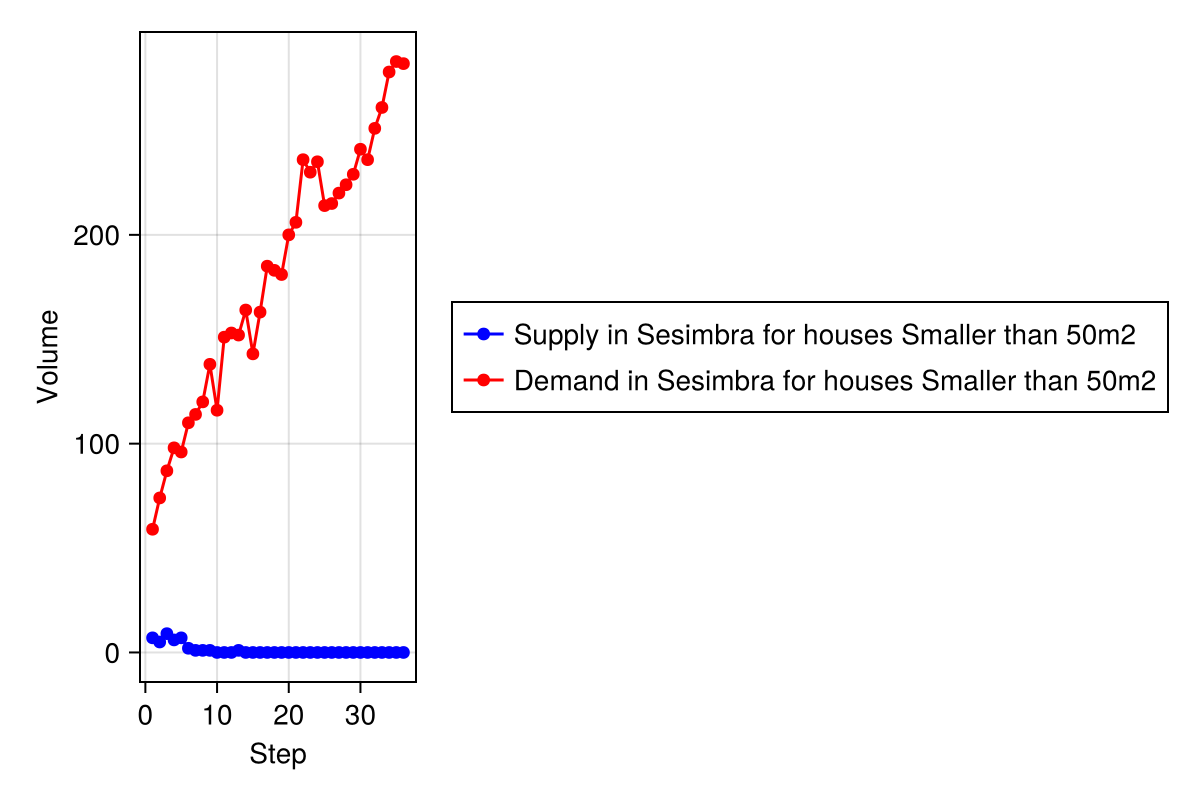 200
100
0
0 10 20 30
Volume
Step
Supply in Sesimbra for houses Smaller than 50m2
Demand in Sesimbra for houses Smaller than 50m2